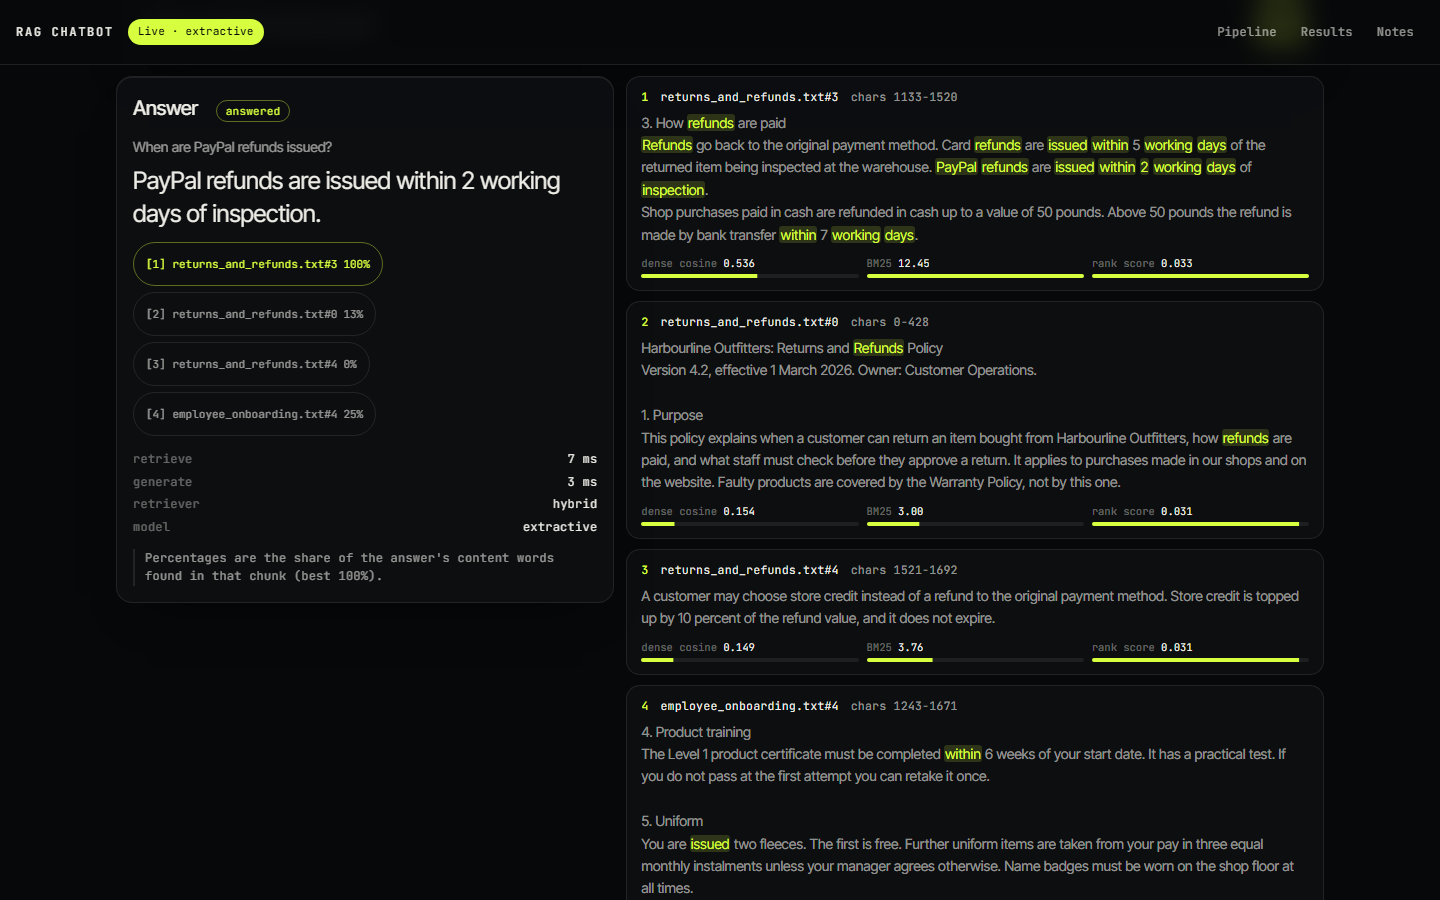 RAG CHATBOT
Live · extractive
Pipeline
Results
Notes
Answer
answered
When are PayPal refunds issued?
PayPal refunds are issued within 2 working
days of inspection.
[1] returns_and_refunds.txt#3 100%
[2] returns_and_refunds.txt#0 13%
[3] returns_and_refunds.txt#4 0%
[4] employee_onboarding.txt#4 25%
retrieve 7 ms
generate 3 ms
retriever hybrid
model extractive
Percentages are the share of the answer's content words
found in that chunk (best 100%).
1 returns_and_refunds.txt#3 chars 1133-1520
3. How refunds are paid
Refunds go back to the original payment method. Card refunds are issued within 5 working days of the
returned item being inspected at the warehouse. PayPal refunds are issued within 2 working days of
inspection.
Shop purchases paid in cash are refunded in cash up to a value of 50 pounds. Above 50 pounds the refund is
made by bank transfer within 7 working days.
dense cosine 0.536 BM25 12.45 rank score 0.033
2 returns_and_refunds.txt#0 chars 0-428
Harbourline Outfitters: Returns and Refunds Policy
Version 4.2, effective 1 March 2026. Owner: Customer Operations.
1. Purpose
This policy explains when a customer can return an item bought from Harbourline Outfitters, how refunds are
paid, and what staff must check before they approve a return. It applies to purchases made in our shops and on
the website. Faulty products are covered by the Warranty Policy, not by this one.
dense cosine 0.154 BM25 3.00 rank score 0.031
3 returns_and_refunds.txt#4 chars 1521-1692
A customer may choose store credit instead of a refund to the original payment method. Store credit is topped
up by 10 percent of the refund value, and it does not expire.
dense cosine 0.149 BM25 3.76 rank score 0.031
4 employee_onboarding.txt#4 chars 1243-1671
4. Product training
The Level 1 product certificate must be completed within 6 weeks of your start date. It has a practical test. If
you do not pass at the first attempt you can retake it once.
5. Uniform
You are issued two fleeces. The first is free. Further uniform items are taken from your pay in three equal
monthly instalments unless your manager agrees otherwise. Name badges must be worn on the shop floor at
all times.